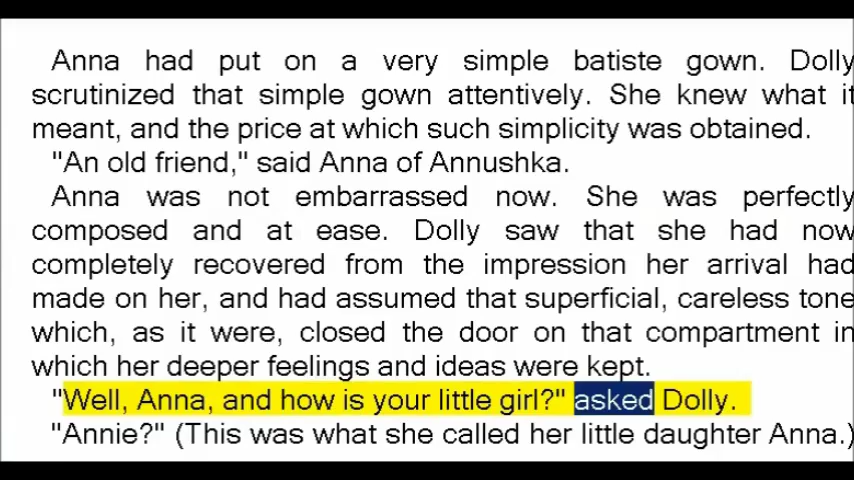 Anna had put on a very simple batiste gown. Dolly
scrutinized that simple gown attentively. She knew what it
meant, and the price at which such simplicity was obtained.
"An old friend," said Anna of Annushka.
Anna was not embarrassed now. She was perfectly
composed and at ease. Dolly saw that she had now
completely recovered from the impression her arrival had
made on her, and had assumed that superficial, careless tone
which, as it were, closed the door on that compartment in
which her deeper feelings and ideas were kept.
"Well, Anna, and how is your little girl?" asked Dolly.
"Annie?" (This was what she called her little daughter Anna.)